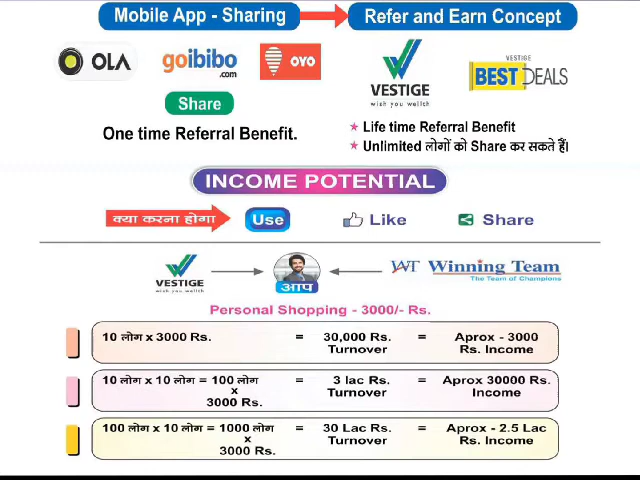 Mobile App - Sharing
Refer and Earn Concept
OLA
goibibo
.com
OYO
VESTIGE
wish you wellth
VESTIGE
BEST DEALS
Share
One time Referral Benefit.
★ Life time Referral Benefit
★ Unlimited लोगों को Share कर सकते हैं।
INCOME POTENTIAL
क्या करना होगा
Use
Like
Share
VESTIGE
wish you wellth
आप
WT Winning Team
The Team of Champions
Personal Shopping - 3000/- Rs.
10 लोग x 3000 Rs. = 30,000 Rs. = Aprox - 3000
Turnover Rs. Income
10 लोग x 10 लोग = 100 लोग = 3 lac Rs. = Aprox 30000 Rs.
x Turnover Income
3000 Rs.
100 लोग x 10 लोग = 1000 लोग = 30 Lac Rs. = Aprox - 2.5 Lac
x Turnover Rs. Income
3000 Rs.